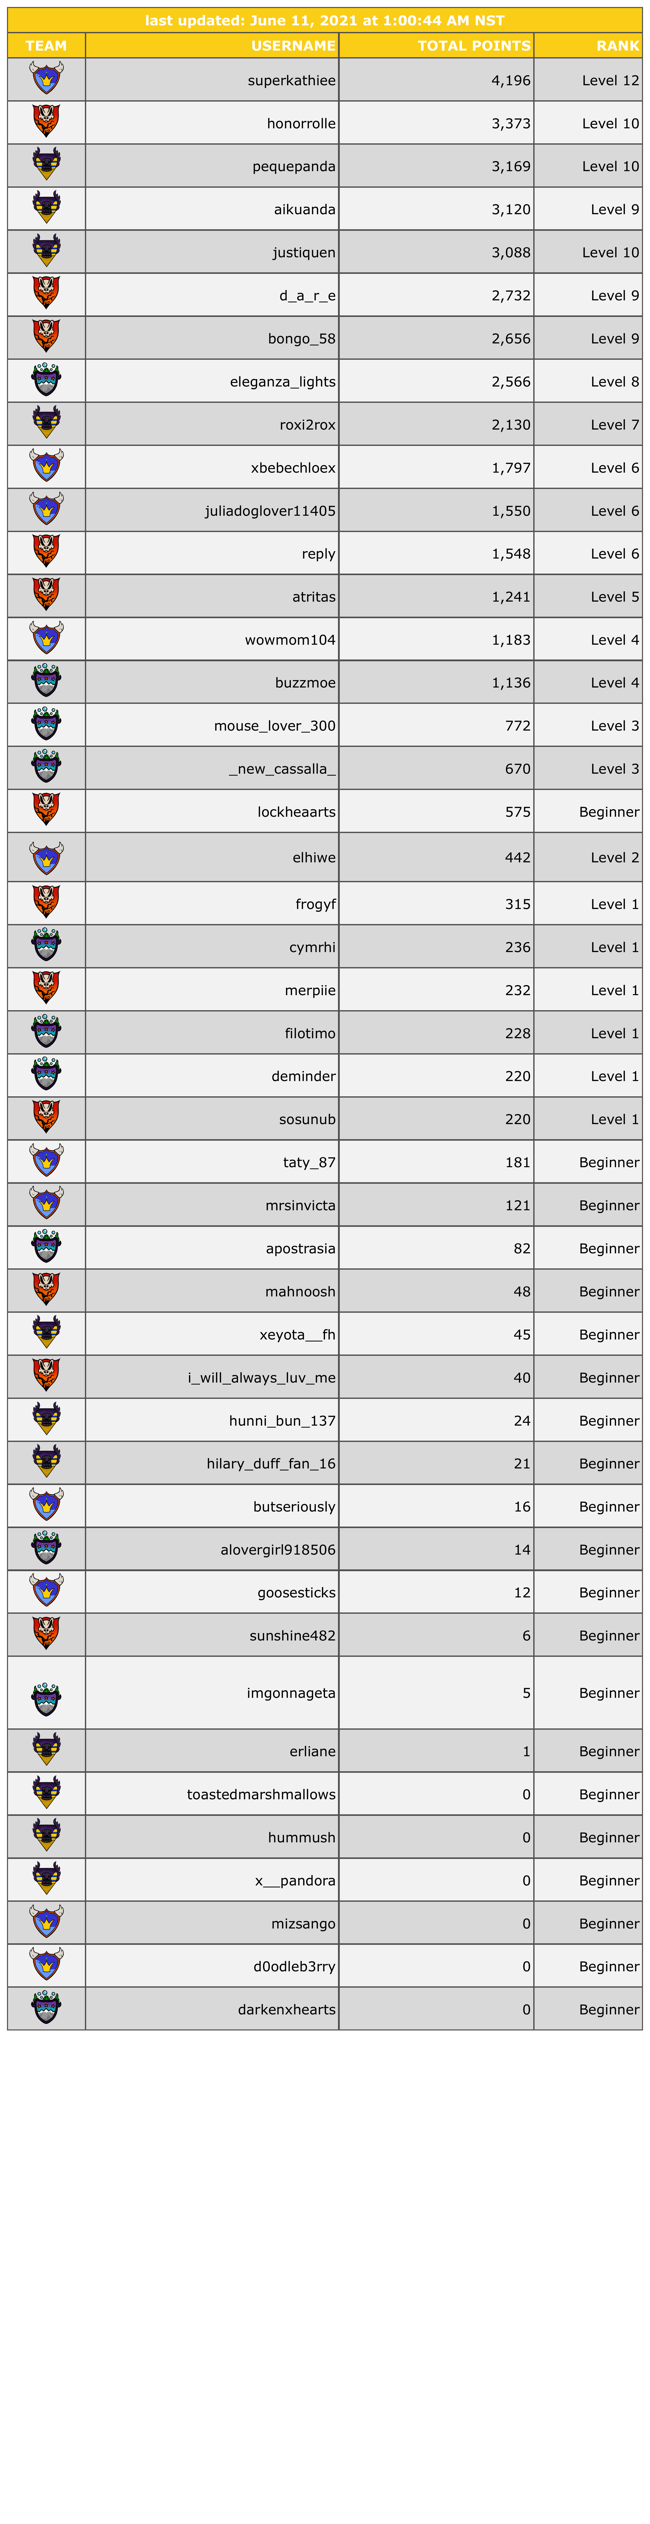 last updated: June 11, 2021 at 1:00:44 AM NST
TEAM USERNAME TOTAL POINTS RANK
superkathiee 4,196 Level 12
honorrolle 3,373 Level 10
pequepanda 3,169 Level 10
aikuanda 3,120 Level 9
justiquen 3,088 Level 10
d_a_r_e 2,732 Level 9
bongo_58 2,656 Level 9
eleganza_lights 2,566 Level 8
roxi2rox 2,130 Level 7
xbebechloex 1,797 Level 6
juliadoglover11405 1,550 Level 6
reply 1,548 Level 6
atritas 1,241 Level 5
wowmom104 1,183 Level 4
buzzmoe 1,136 Level 4
mouse_lover_300 772 Level 3
_new_cassalla_ 670 Level 3
lockheaarts 575 Beginner
elhiwe 442 Level 2
frogyf 315 Level 1
cymrhi 236 Level 1
merpiie 232 Level 1
filotimo 228 Level 1
deminder 220 Level 1
sosunub 220 Level 1
taty_87 181 Beginner
mrsinvicta 121 Beginner
apostrasia 82 Beginner
mahnoosh 48 Beginner
xeyota__fh 45 Beginner
i_will_always_luv_me 40 Beginner
hunni_bun_137 24 Beginner
hilary_duff_fan_16 21 Beginner
butseriously 16 Beginner
alovergirl918506 14 Beginner
goosesticks 12 Beginner
sunshine482 6 Beginner
imgonnageta 5 Beginner
erliane 1 Beginner
toastedmarshmallows 0 Beginner
hummush 0 Beginner
x__pandora 0 Beginner
mizsango 0 Beginner
d0odleb3rry 0 Beginner
darkenxhearts 0 Beginner